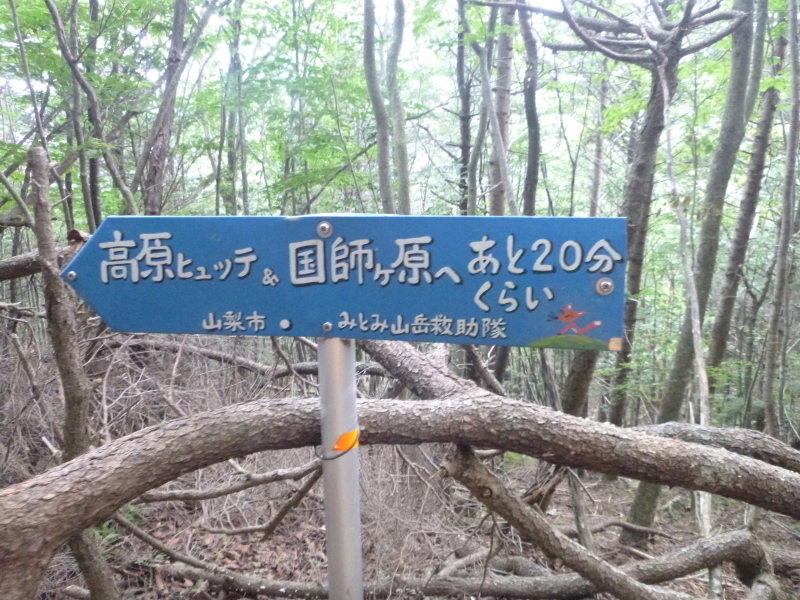 高原ヒュッテ & 国師ヶ原へ あと20分
くらい
山梨市 ・ みとみ山岳救助隊